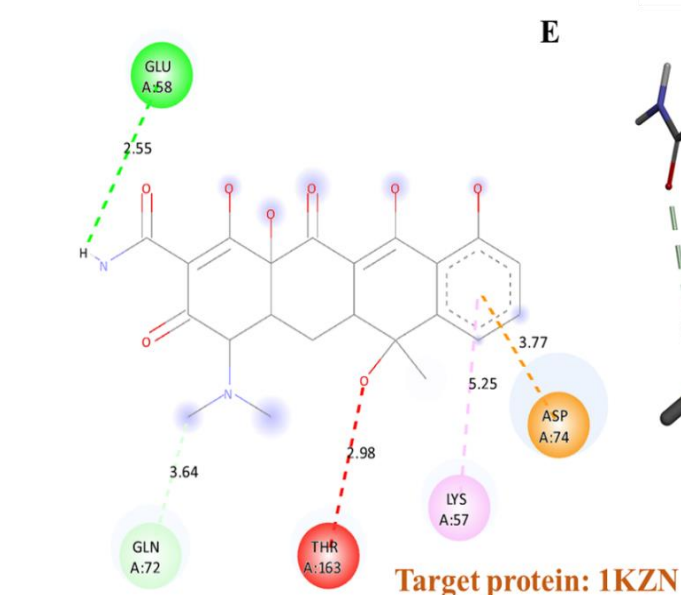 E
GLU
A:58
2.55
H
N
O
O
O
O
O
O
O
N
O
3.77
5.25
2.98
3.64
ASP
A:74
LYS
A:57
GLN
A:72
THR
A:163
Target protein: 1KZN